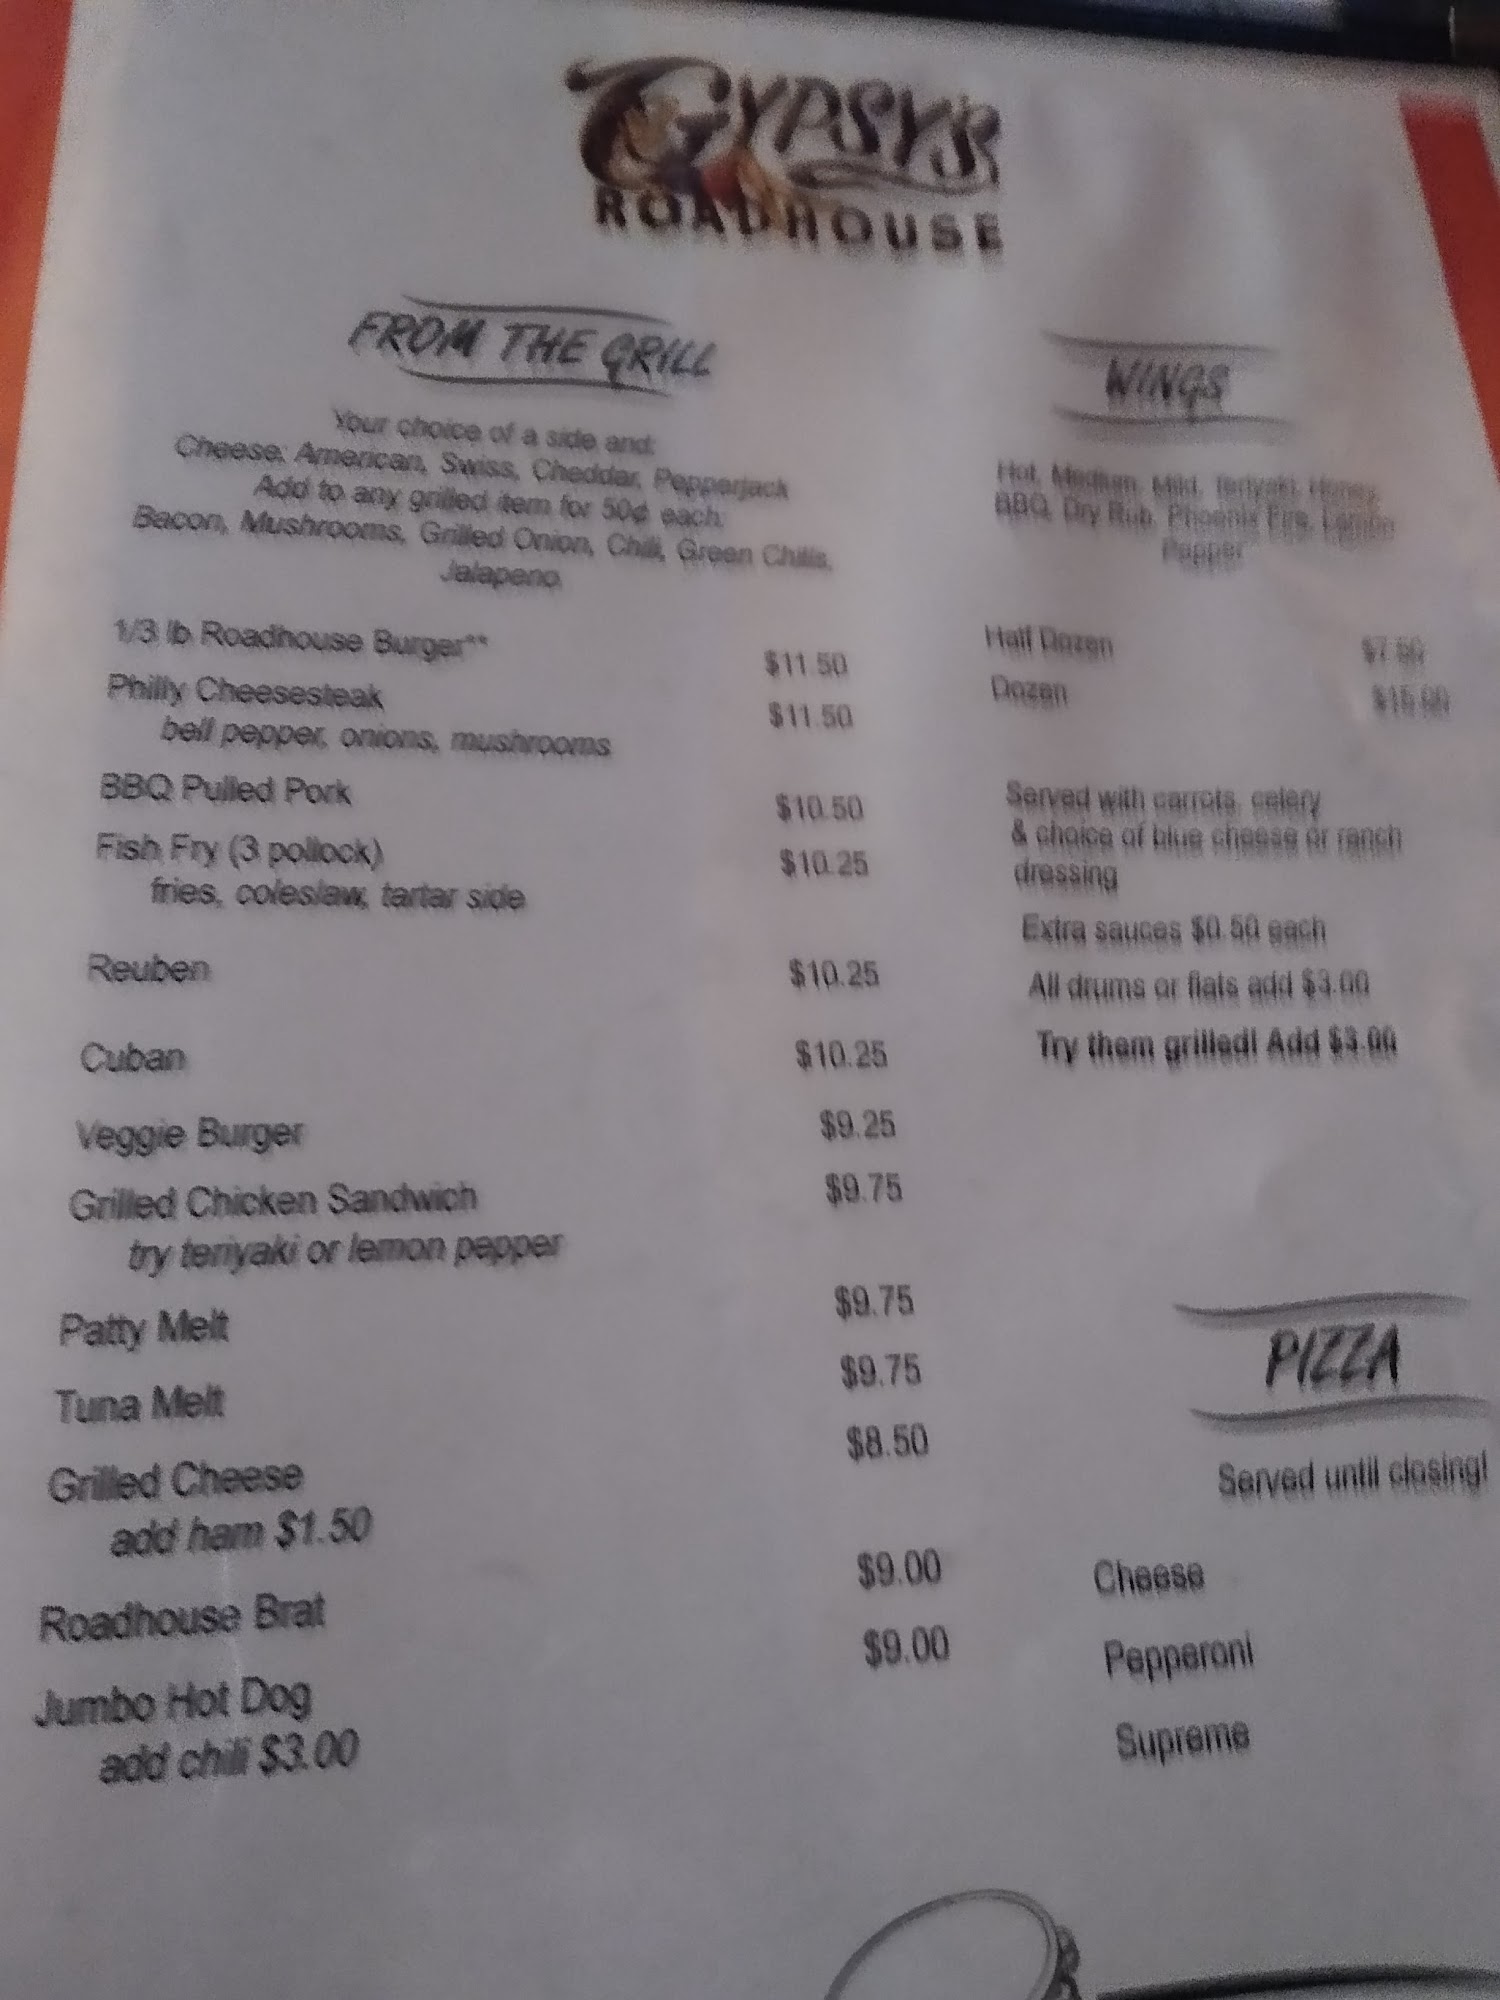 GYPSY'S
ROADHOUSE
FROM THE GRILL
Your choice of a side and:
Cheese: American, Swiss, Cheddar, Pepperjack
Add to any grilled item for 50¢ each:
Bacon, Mushrooms, Grilled Onion, Chili, Green Chilis,
Jalapeno
1/3 lb Roadhouse Burger** $11.50
Philly Cheesesteak $11.50
bell pepper, onions, mushrooms
BBQ Pulled Pork $10.50
Fish Fry (3 pollock) $10.25
fries, coleslaw, tartar side
Reuben $10.25
Cuban $10.25
Veggie Burger $9.25
Grilled Chicken Sandwich $9.75
try teriyaki or lemon pepper
Patty Melt $9.75
Tuna Melt $9.75
Grilled Cheese $8.50
add ham $1.50
Roadhouse Brat $9.00
Jumbo Hot Dog $9.00
add chili $3.00
WINGS
Hot, Medium, Mild, Teriyaki, Honey
BBQ, Dry Rub, Phoenix Fire, Lemon
Pepper
Half Dozen
Dozen
Served with carrots, celery
& choice of blue cheese or ranch
dressing
Extra sauces $0.50 each
All drums or flats add $3.00
Try them grilled! Add $3.00
PIZZA
Served until closing!
Cheese
Pepperoni
Supreme